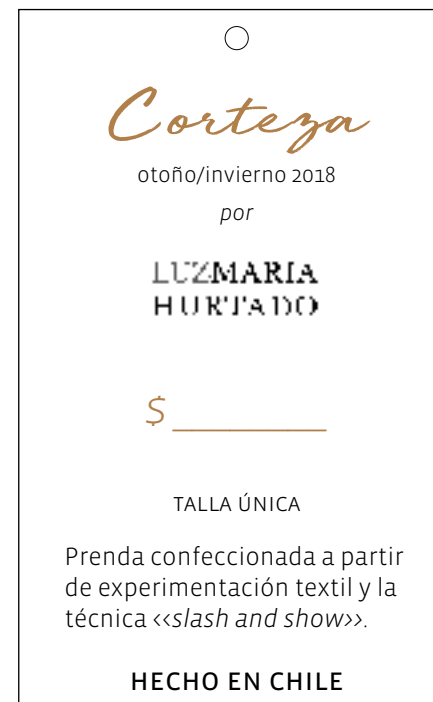 Corteza
otoño/invierno 2018
por
LUZMARIA
HURTADO
$ ________
TALLA ÚNICA
Prenda confeccionada a partir
de experimentación textil y la
técnica <<slash and show>>.
HECHO EN CHILE